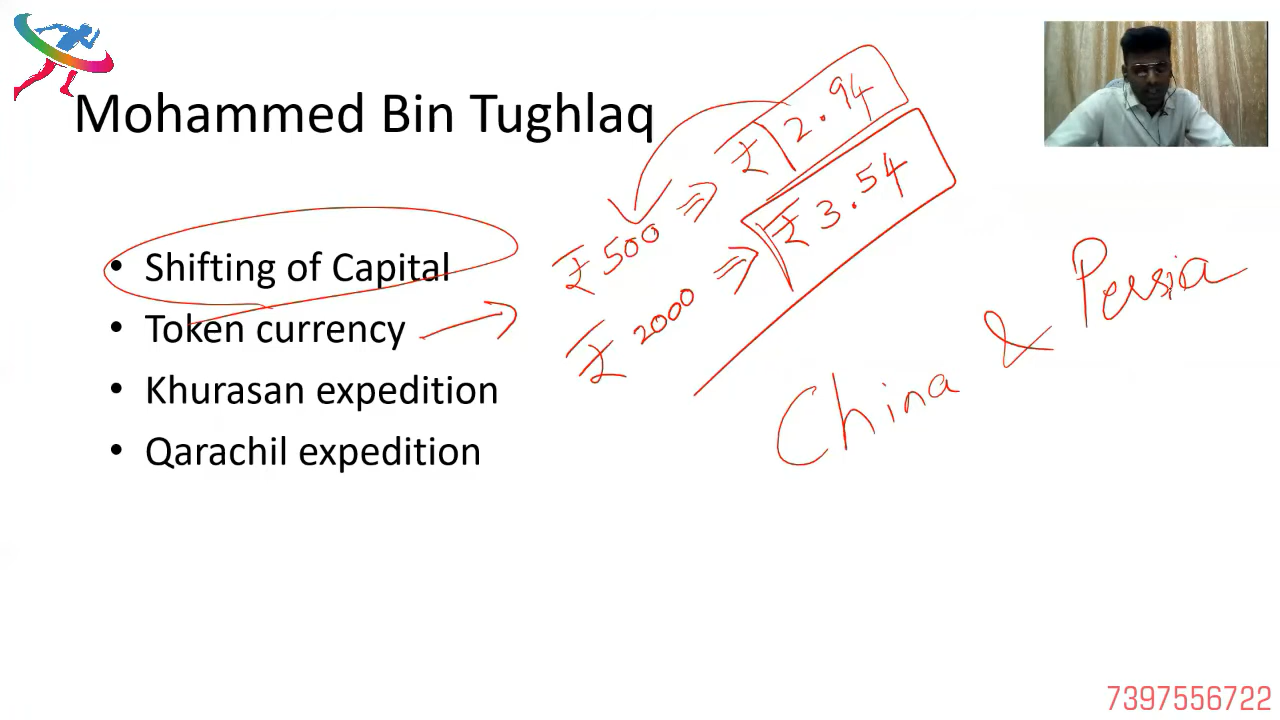 Mohammed Bin Tughlaq
• Shifting of Capital
• Token currency
• Khurasan expedition
• Qarachil expedition
₹ 500 ⇒ ₹ 2.94
₹ 2000 ⇒ ₹ 3.54
China & Persia
7397556722